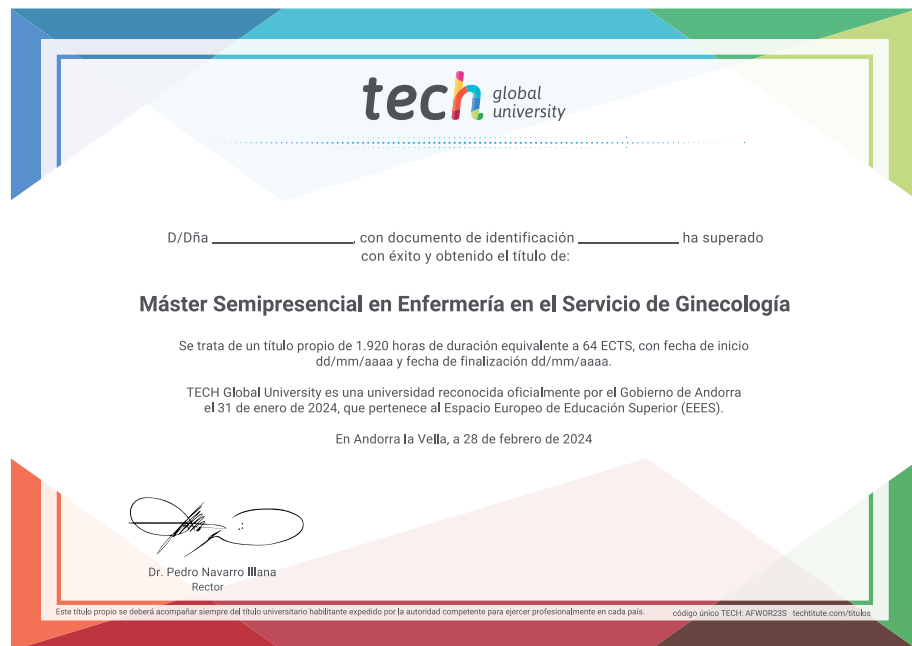 tech global university
D/Dña ______________, con documento de identificación ______________ ha superado
con éxito y obtenido el título de:
Máster Semipresencial en Enfermería en el Servicio de Ginecología
Se trata de un título propio de 1.920 horas de duración equivalente a 64 ECTS, con fecha de inicio
dd/mm/aaaa y fecha de finalización dd/mm/aaaa.
TECH Global University es una universidad reconocida oficialmente por el Gobierno de Andorra
el 31 de enero de 2024, que pertenece al Espacio Europeo de Educación Superior (EEES).
En Andorra la Vella, a 28 de febrero de 2024
Dr. Pedro Navarro Illana
Rector
Este título propio se deberá acompañar siempre del título universitario habilitante expedido por la autoridad competente para ejercer profesionalmente en cada país. código único TECH: AFWOR23S techtitute.com/titulos